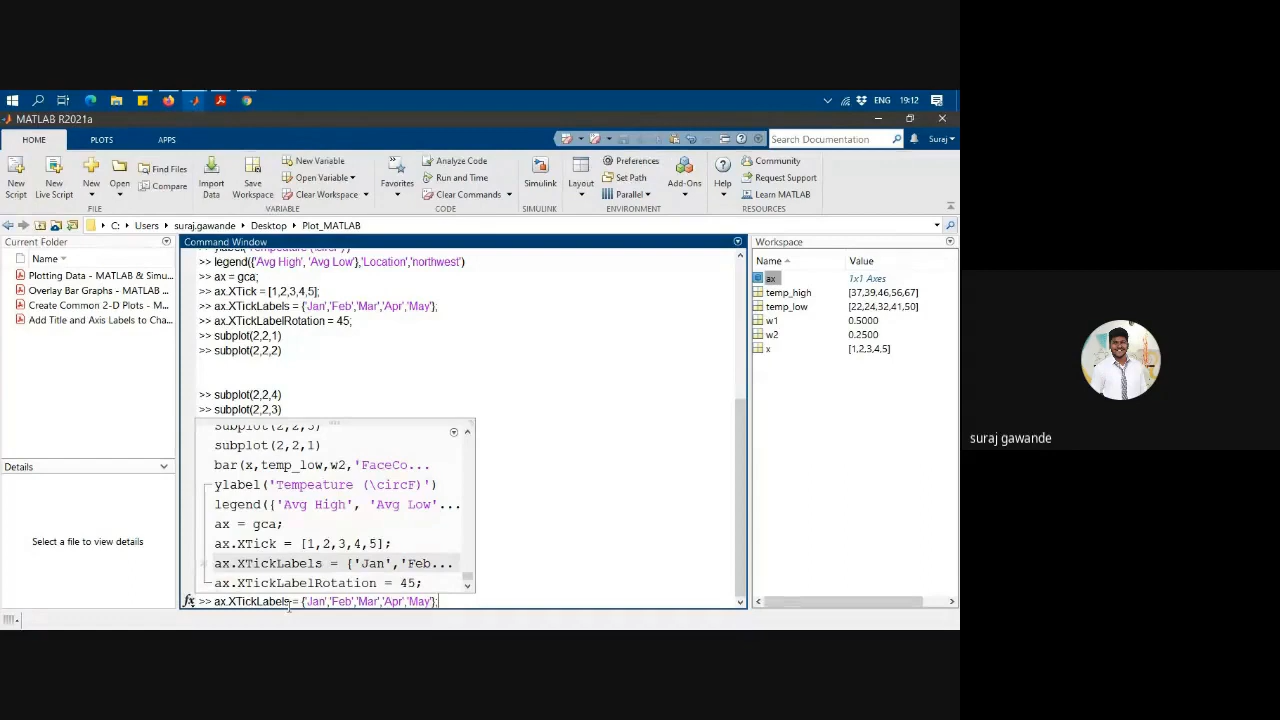 ENG 19:12
MATLAB R2021a
HOME PLOTS APPS
Search Documentation
Suraj
New Script
New Live Script
New
Open
Find Files
Compare
Import Data
Save Workspace
New Variable
Open Variable
Clear Workspace
Favorites
Analyze Code
Run and Time
Clear Commands
Simulink
Layout
Preferences
Set Path
Parallel
Add-Ons
Help
Community
Request Support
Learn MATLAB
FILE VARIABLE CODE SIMULINK ENVIRONMENT RESOURCES
C: Users suraj.gawande Desktop Plot_MATLAB
Current Folder
Name
Plotting Data - MATLAB & Simu...
Overlay Bar Graphs - MATLAB ...
Create Common 2-D Plots - M...
Add Title and Axis Labels to Cha...
Details
Select a file to view details
Command Window
>> legend({'Avg High', 'Avg Low'},'Location','northwest')
>> ax = gca;
>> ax.XTick = [1,2,3,4,5];
>> ax.XTickLabels = {'Jan','Feb','Mar','Apr','May'};
>> ax.XTickLabelRotation = 45;
>> subplot(2,2,1)
>> subplot(2,2,2)
>> subplot(2,2,4)
>> subplot(2,2,3)
subplot(2,2,3)
subplot(2,2,1)
bar(x,temp_low,w2,'FaceCo...
ylabel('Tempeature (\circF)')
legend({'Avg High', 'Avg Low'...
ax = gca;
ax.XTick = [1,2,3,4,5];
ax.XTickLabels = {'Jan','Feb...
ax.XTickLabelRotation = 45;
fx >> ax.XTickLabels = {'Jan','Feb','Mar','Apr','May'};
Workspace
Name Value
ax 1x1 Axes
temp_high [37,39,46,56,67]
temp_low [22,24,32,41,50]
w1 0.5000
w2 0.2500
x [1,2,3,4,5]
suraj gawande